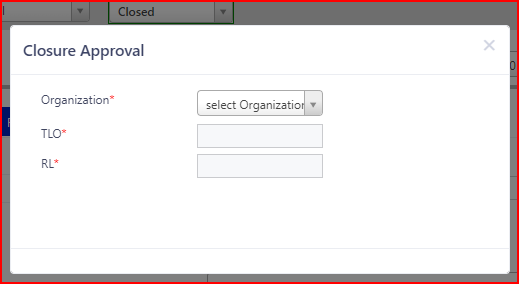 Closed
Closure Approval
Organization*
select Organization
TLO*
RL*